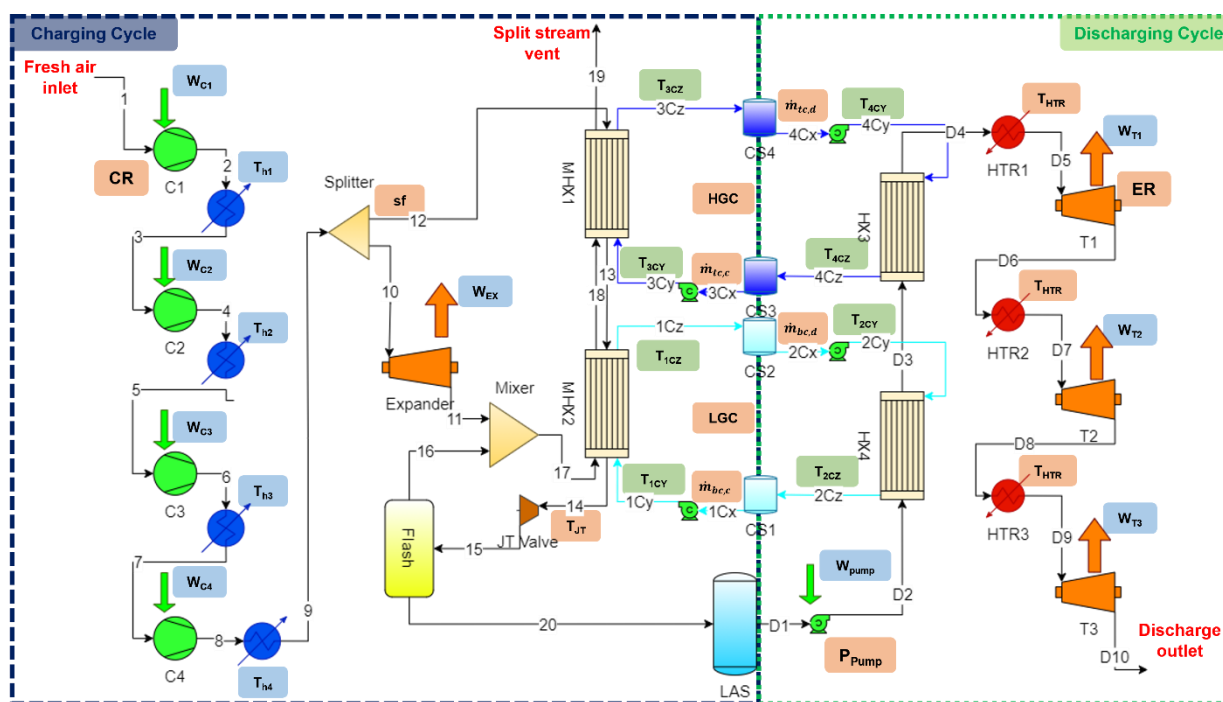 Charging Cycle
Split stream
vent
Discharging Cycle
Fresh air
inlet
1
W_C1
CR
C1
2
T_h1
3
W_C2
C2
4
T_h2
5
W_C3
C3
6
T_h3
7
W_C4
C4
8
T_h4
9
Splitter
sf
12
10
W_EX
Expander
11
Mixer
16
17
Flash
15
JT Valve
14
T_JT
20
19
MHX1
18
13
MHX2
T_3CZ
3Cz
T_3CY
3Cy
ṁ_tc,c
3Cx
HGC
CS4
CS3
1Cz
T_1CZ
CS2
LGC
T_1CY
1Cy
ṁ_bc,c
1Cx
CS1
LAS
ṁ_tc,d
4Cx
T_4CY
4Cy
T_4CZ
4Cz
HX3
D4
ṁ_bc,d
2Cx
T_2CY
2Cy
D3
T_2CZ
2Cz
HX4
W_pump
D1
D2
P_Pump
T_HTR
HTR1
D5
W_T1
ER
T1
D6
T_HTR
HTR2
D7
W_T2
T2
D8
T_HTR
HTR3
D9
W_T3
T3
D10
Discharge
outlet
C
C
C
C
C